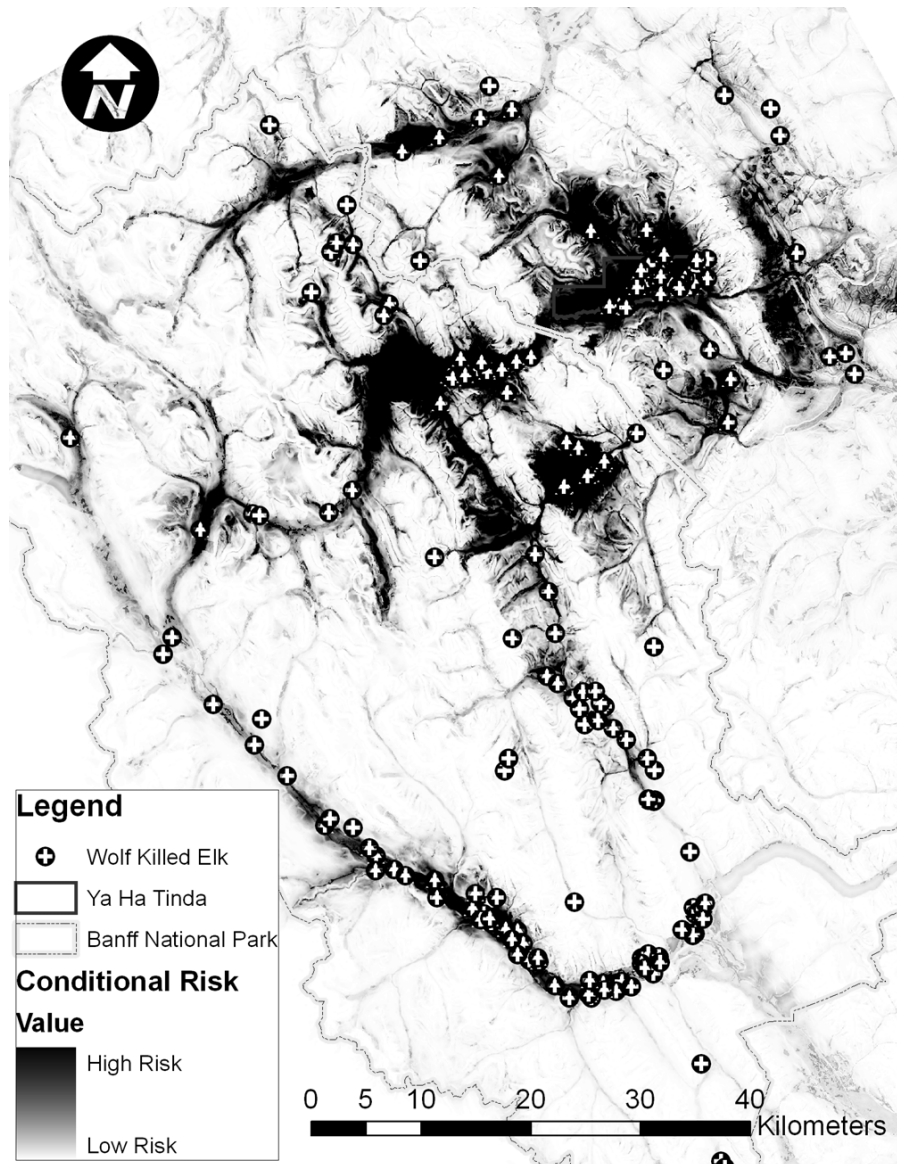 N
Legend
Wolf Killed Elk
Ya Ha Tinda
Banff National Park
Conditional Risk
Value
High Risk
Low Risk
0 5 10 20 30 40
Kilometers